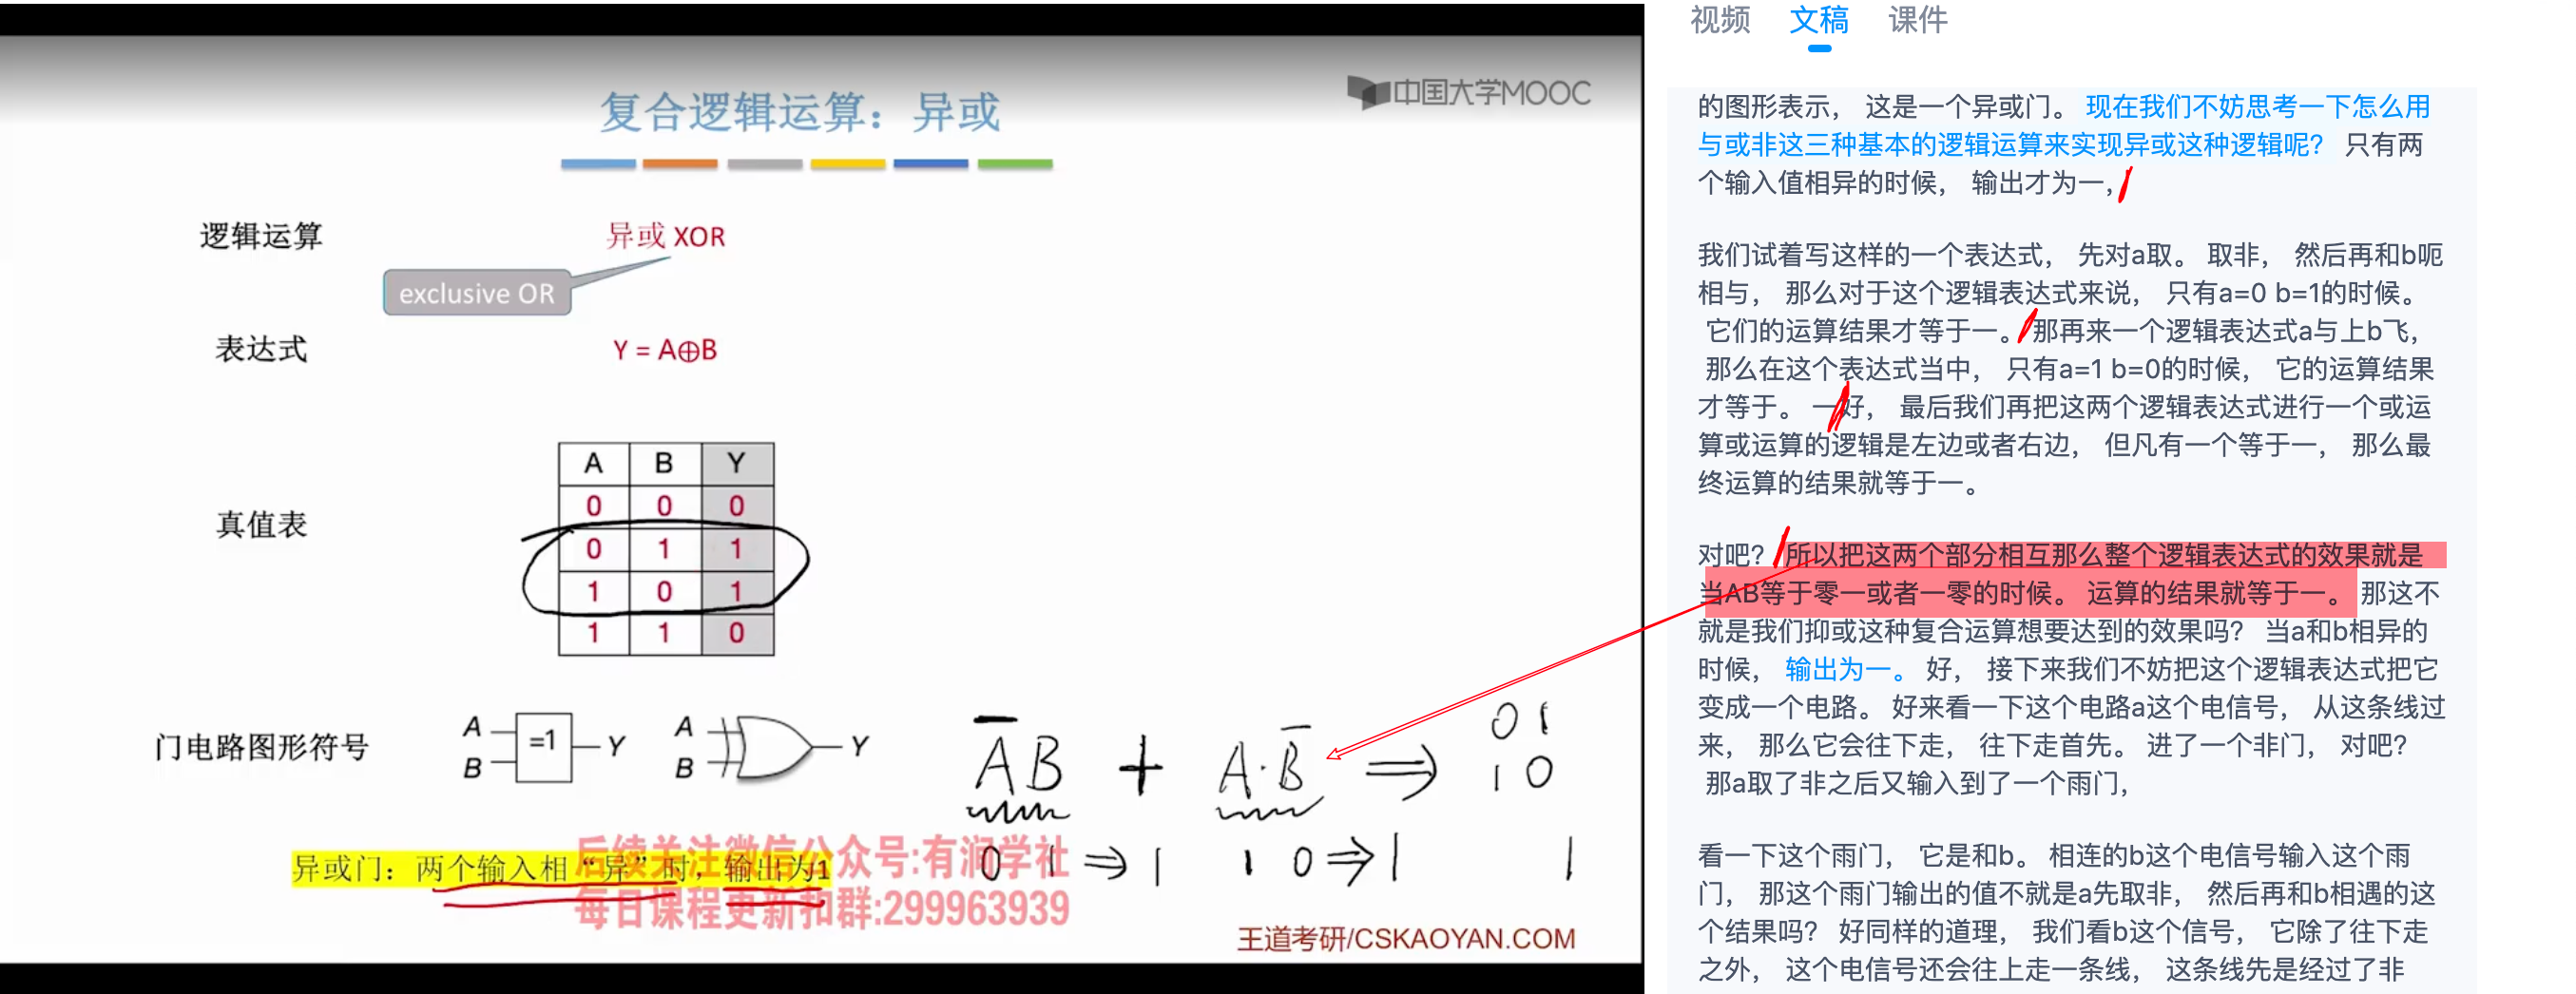 中国大学MOOC
复合逻辑运算：异或
逻辑运算
异或 XOR
exclusive OR
表达式
Y = A⊕B
真值表
A B Y
0 0 0
0 1 1
1 0 1
1 1 0
门电路图形符号
A
B
=1
Y
A
B
Y
A̅B + A·B̅ ⇒ 0 1
1 0
0 1 ⇒ 1
1 0 ⇒ 1
1
异或门：两个输入相“异”时，输出为1
后续关注微信公众号:有涧学社
每日课程更新扣群:299963939
王道考研/CSKAOYAN.COM
视频 文稿 课件
的图形表示， 这是一个异或门。 现在我们不妨思考一下怎么用
与或非这三种基本的逻辑运算来实现异或这种逻辑呢？ 只有两
个输入值相异的时候， 输出才为一，
我们试着写这样的一个表达式， 先对a取。 取非， 然后再和b呃
相与， 那么对于这个逻辑表达式来说， 只有a=0 b=1的时候。
它们的运算结果才等于一。 那再来一个逻辑表达式a与上b飞，
那么在这个表达式当中， 只有a=1 b=0的时候， 它的运算结果
才等于。 一好， 最后我们再把这两个逻辑表达式进行一个或运
算或运算的逻辑是左边或者右边， 但凡有一个等于一， 那么最
终运算的结果就等于一。
对吧？ 所以把这两个部分相互那么整个逻辑表达式的效果就是
当AB等于零一或者一零的时候。 运算的结果就等于一。 那这不
就是我们抑或这种复合运算想要达到的效果吗？ 当a和b相异的
时候， 输出为一。 好， 接下来我们不妨把这个逻辑表达式把它
变成一个电路。 好来看一下这个电路a这个电信号， 从这条线过
来， 那么它会往下走， 往下走首先。 进了一个非门， 对吧？
那a取了非之后又输入到了一个雨门，
看一下这个雨门， 它是和b。 相连的b这个电信号输入这个雨
门， 那这个雨门输出的值不就是a先取非， 然后再和b相遇的这
个结果吗？ 好同样的道理， 我们看b这个信号， 它除了往下走
之外， 这个电信号还会往上走一条线， 这条线先是经过了非